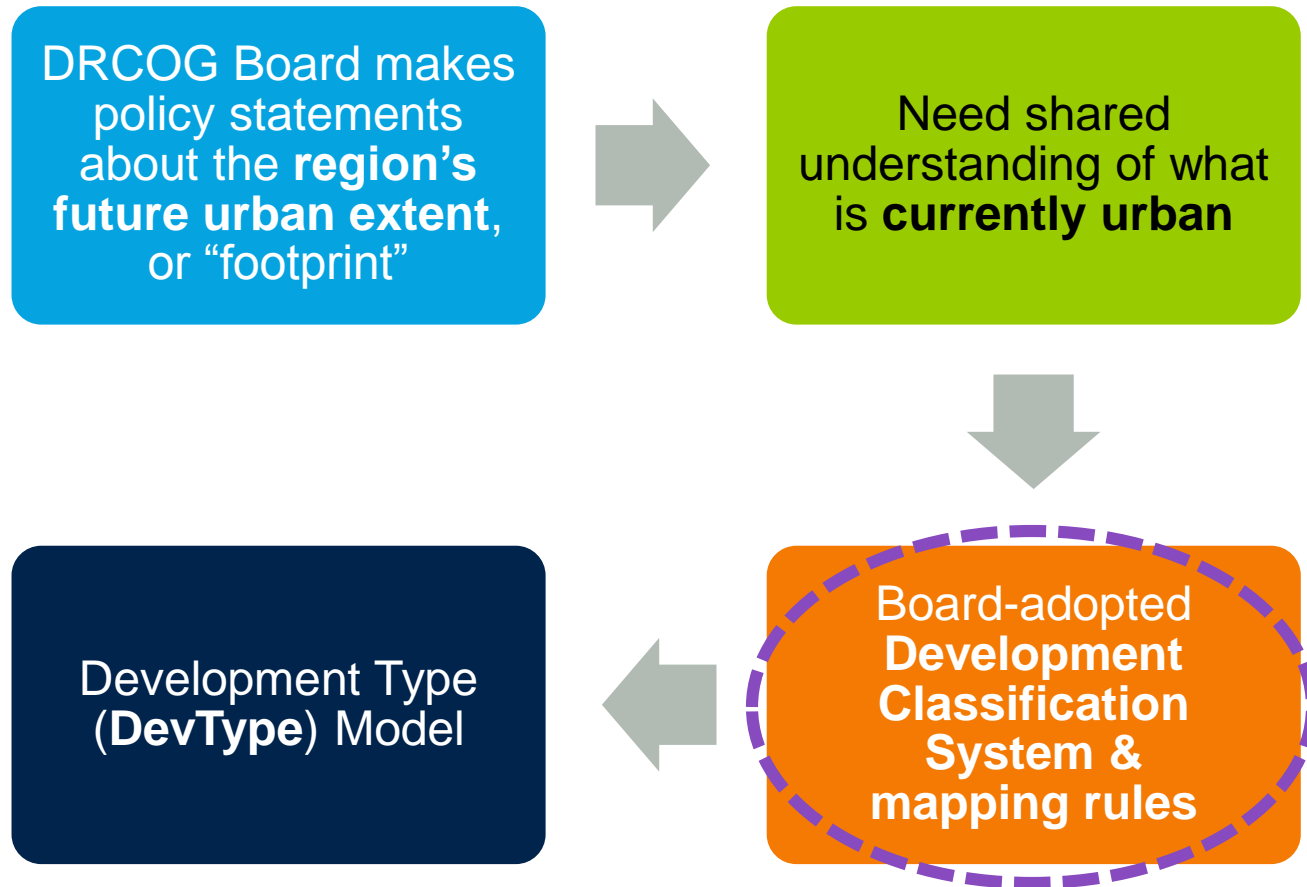 DRCOG Board makes
policy statements
about the region’s
future urban extent,
or “footprint”
Need shared
understanding of what
is currently urban
Board-adopted
Development
Classification
System &
mapping rules
Development Type
(DevType) Model